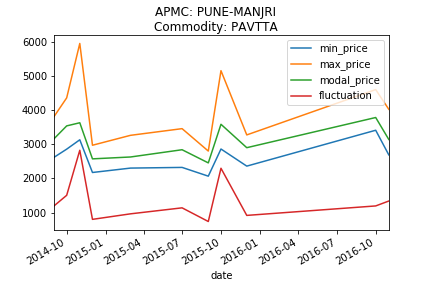 APMC: PUNE-MANJRI
Commodity: PAVTTA
6000
5000
4000
3000
2000
1000
min_price
max_price
modal_price
fluctuation
2014-10
2015-01
2015-04
2015-07
2015-10
2016-01
2016-04
2016-07
2016-10
date